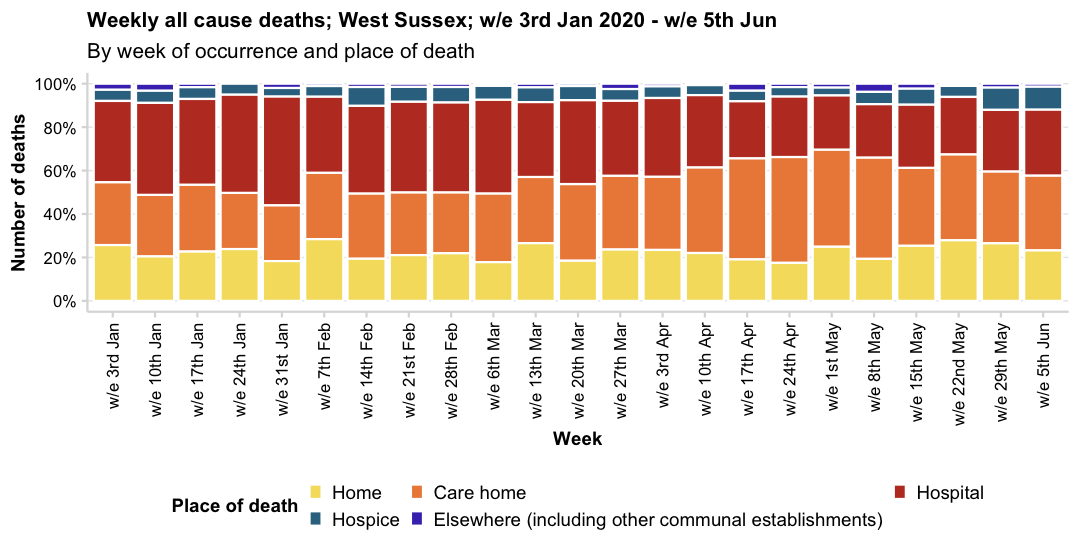 Weekly all cause deaths; West Sussex; w/e 3rd Jan 2020 - w/e 5th Jun
By week of occurrence and place of death
Number of deaths
100%
80%
60%
40%
20%
0%
w/e 3rd Jan
w/e 10th Jan
w/e 17th Jan
w/e 24th Jan
w/e 31st Jan
w/e 7th Feb
w/e 14th Feb
w/e 21st Feb
w/e 28th Feb
w/e 6th Mar
w/e 13th Mar
w/e 20th Mar
w/e 27th Mar
w/e 3rd Apr
w/e 10th Apr
w/e 17th Apr
w/e 24th Apr
w/e 1st May
w/e 8th May
w/e 15th May
w/e 22nd May
w/e 29th May
w/e 5th Jun
Week
Place of death
Home
Care home
Hospital
Hospice
Elsewhere (including other communal establishments)